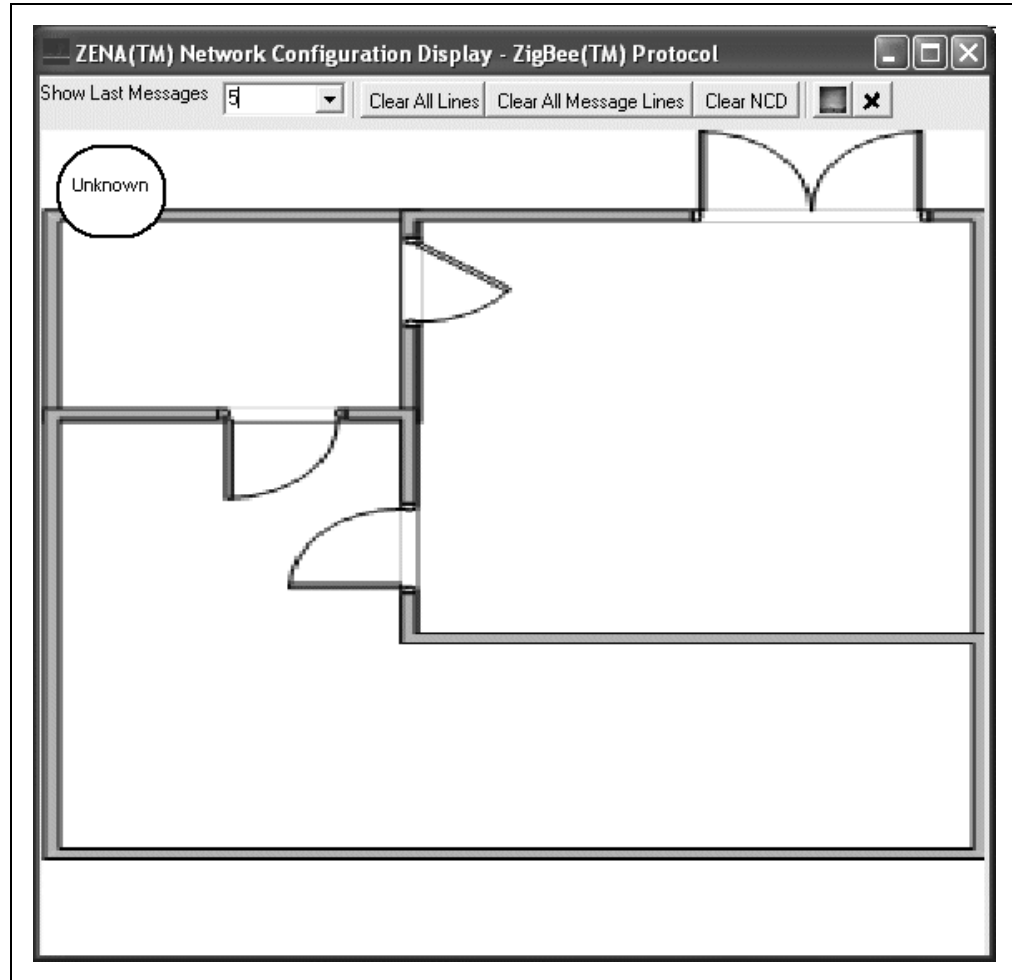 ZENA(TM) Network Configuration Display - ZigBee(TM) Protocol
Show Last Messages 5 Clear All Lines Clear All Message Lines Clear NCD
Unknown